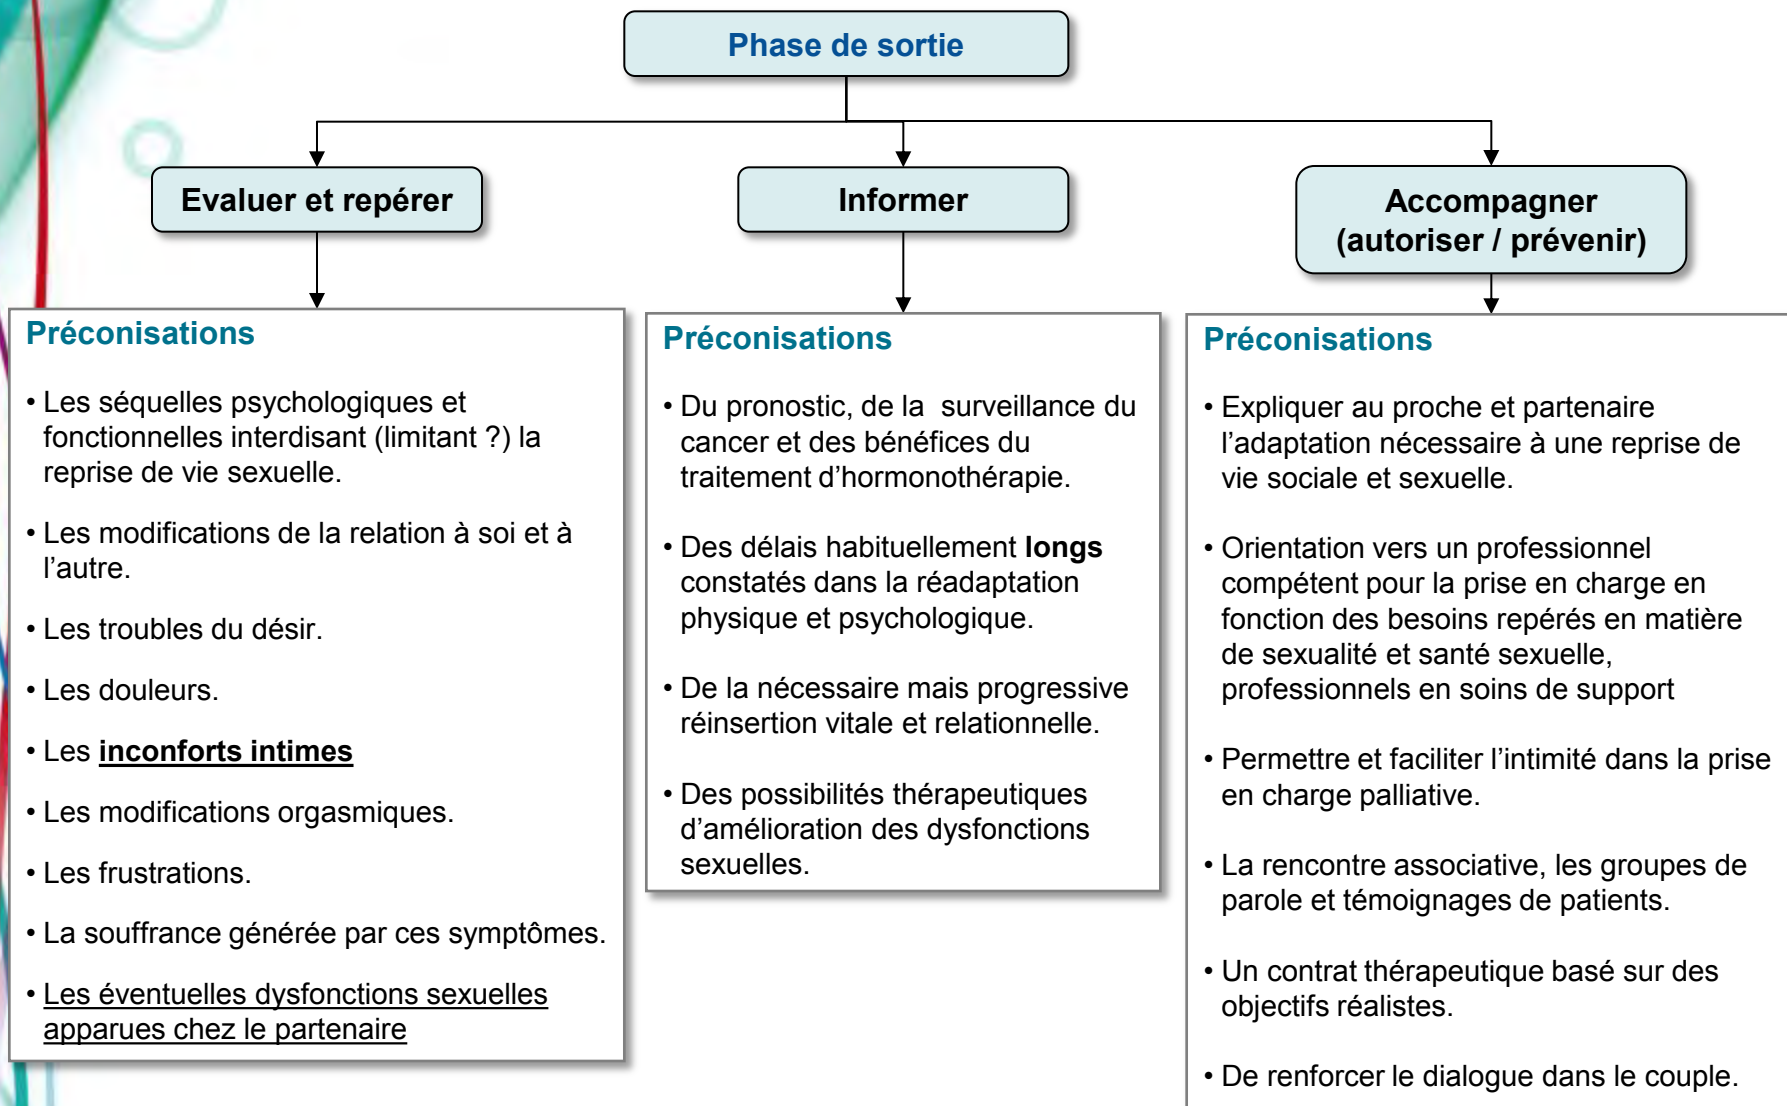 Phase de sortie
Evaluer et repérer
Informer
Accompagner
(autoriser / prévenir)
Préconisations
• Les séquelles psychologiques et
fonctionnelles interdisant (limitant ?) la
reprise de vie sexuelle.
• Les modifications de la relation à soi et à
l’autre.
• Les troubles du désir.
• Les douleurs.
• Les inconforts intimes
• Les modifications orgasmiques.
• Les frustrations.
• La souffrance générée par ces symptômes.
• Les éventuelles dysfonctions sexuelles
apparues chez le partenaire
Préconisations
• Du pronostic, de la surveillance du
cancer et des bénéfices du
traitement d’hormonothérapie.
• Des délais habituellement longs
constatés dans la réadaptation
physique et psychologique.
• De la nécessaire mais progressive
réinsertion vitale et relationnelle.
• Des possibilités thérapeutiques
d’amélioration des dysfonctions
sexuelles.
Préconisations
• Expliquer au proche et partenaire
l’adaptation nécessaire à une reprise de
vie sociale et sexuelle.
• Orientation vers un professionnel
compétent pour la prise en charge en
fonction des besoins repérés en matière
de sexualité et santé sexuelle,
professionnels en soins de support
• Permettre et faciliter l’intimité dans la prise
en charge palliative.
• La rencontre associative, les groupes de
parole et témoignages de patients.
• Un contrat thérapeutique basé sur des
objectifs réalistes.
• De renforcer le dialogue dans le couple.